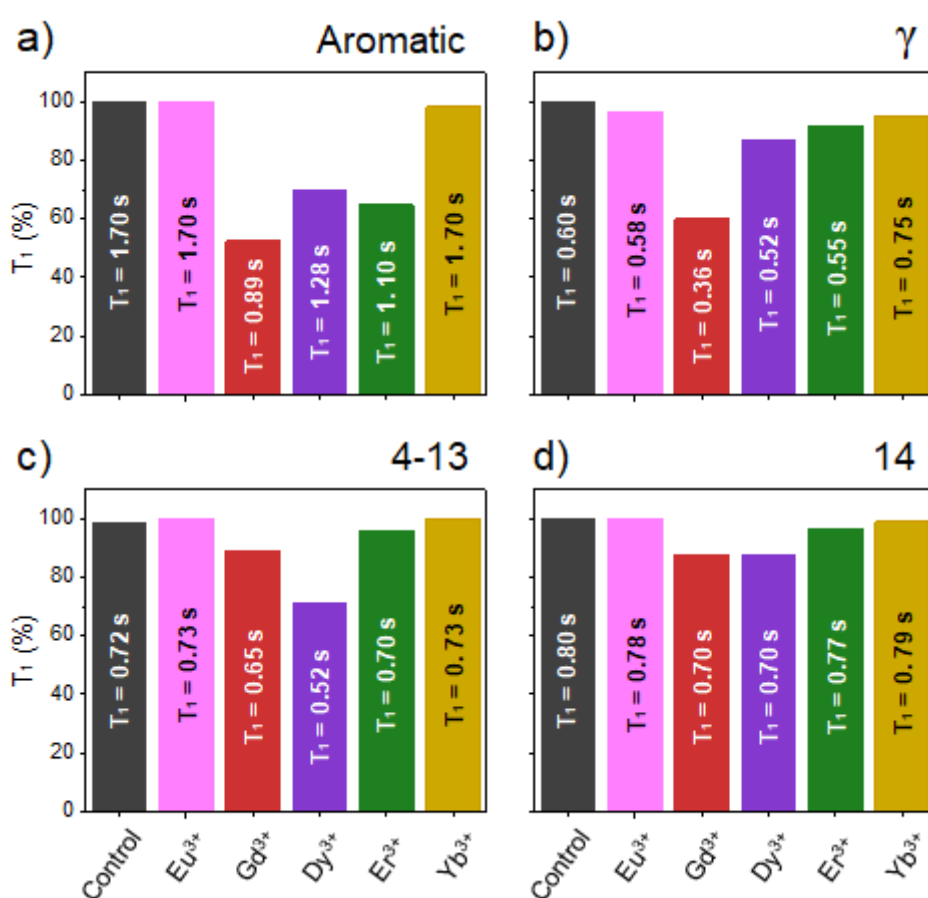 a) Aromatic
T₁ (%)
100
80
60
40
20
0
T₁ = 1.70 s
T₁ = 1.70 s
T₁ = 0.89 s
T₁ = 1.28 s
T₁ = 1. 10 s
T₁ = 1. 70 s
b) γ
T₁ = 0.60 s
T₁ = 0.58 s
T₁ = 0.36 s
T₁ = 0.52 s
T₁ = 0.55 s
T₁ = 0.75 s
c) 4-13
T₁ (%)
100
80
60
40
20
0
T₁ = 0.72 s
T₁ = 0.73 s
T₁ = 0.65 s
T₁ = 0.52 s
T₁ = 0.70 s
T₁ = 0.73 s
Control
Eu³⁺
Gd³⁺
Dy³⁺
Er³⁺
Yb³⁺
d) 14
T₁ = 0.80 s
T₁ = 0.78 s
T₁ = 0.70 s
T₁ = 0.70 s
T₁ = 0.77 s
T₁ = 0.79 s
Control
Eu³⁺
Gd³⁺
Dy³⁺
Er³⁺
Yb³⁺